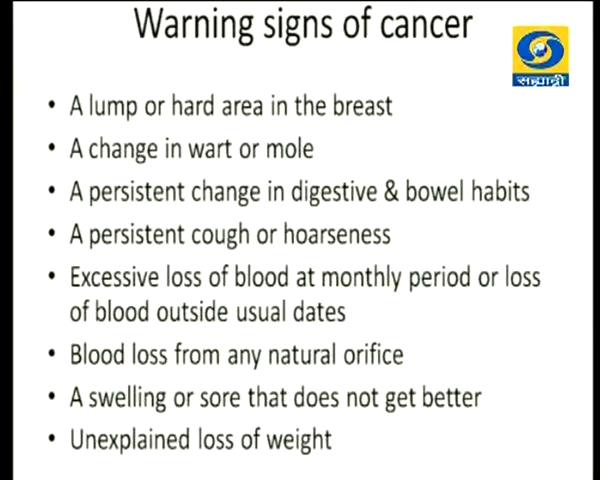 Warning signs of cancer
सह्याद्री
• A lump or hard area in the breast
• A change in wart or mole
• A persistent change in digestive & bowel habits
• A persistent cough or hoarseness
• Excessive loss of blood at monthly period or loss
of blood outside usual dates
• Blood loss from any natural orifice
• A swelling or sore that does not get better
• Unexplained loss of weight